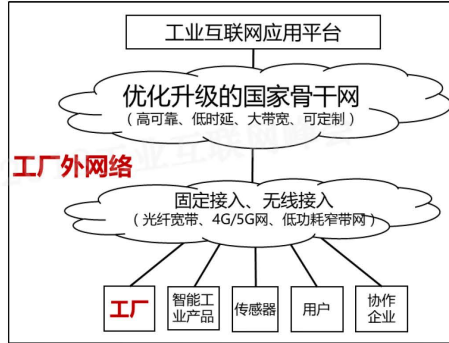 工业互联网应用平台
优化升级的国家骨干网
（高可靠、低时延、大带宽、可定制）
工厂外网络
固定接入、无线接入
（光纤宽带、4G/5G网、低功耗窄带网）
工厂
智能工
业产品
传感器
用户
协作
企业